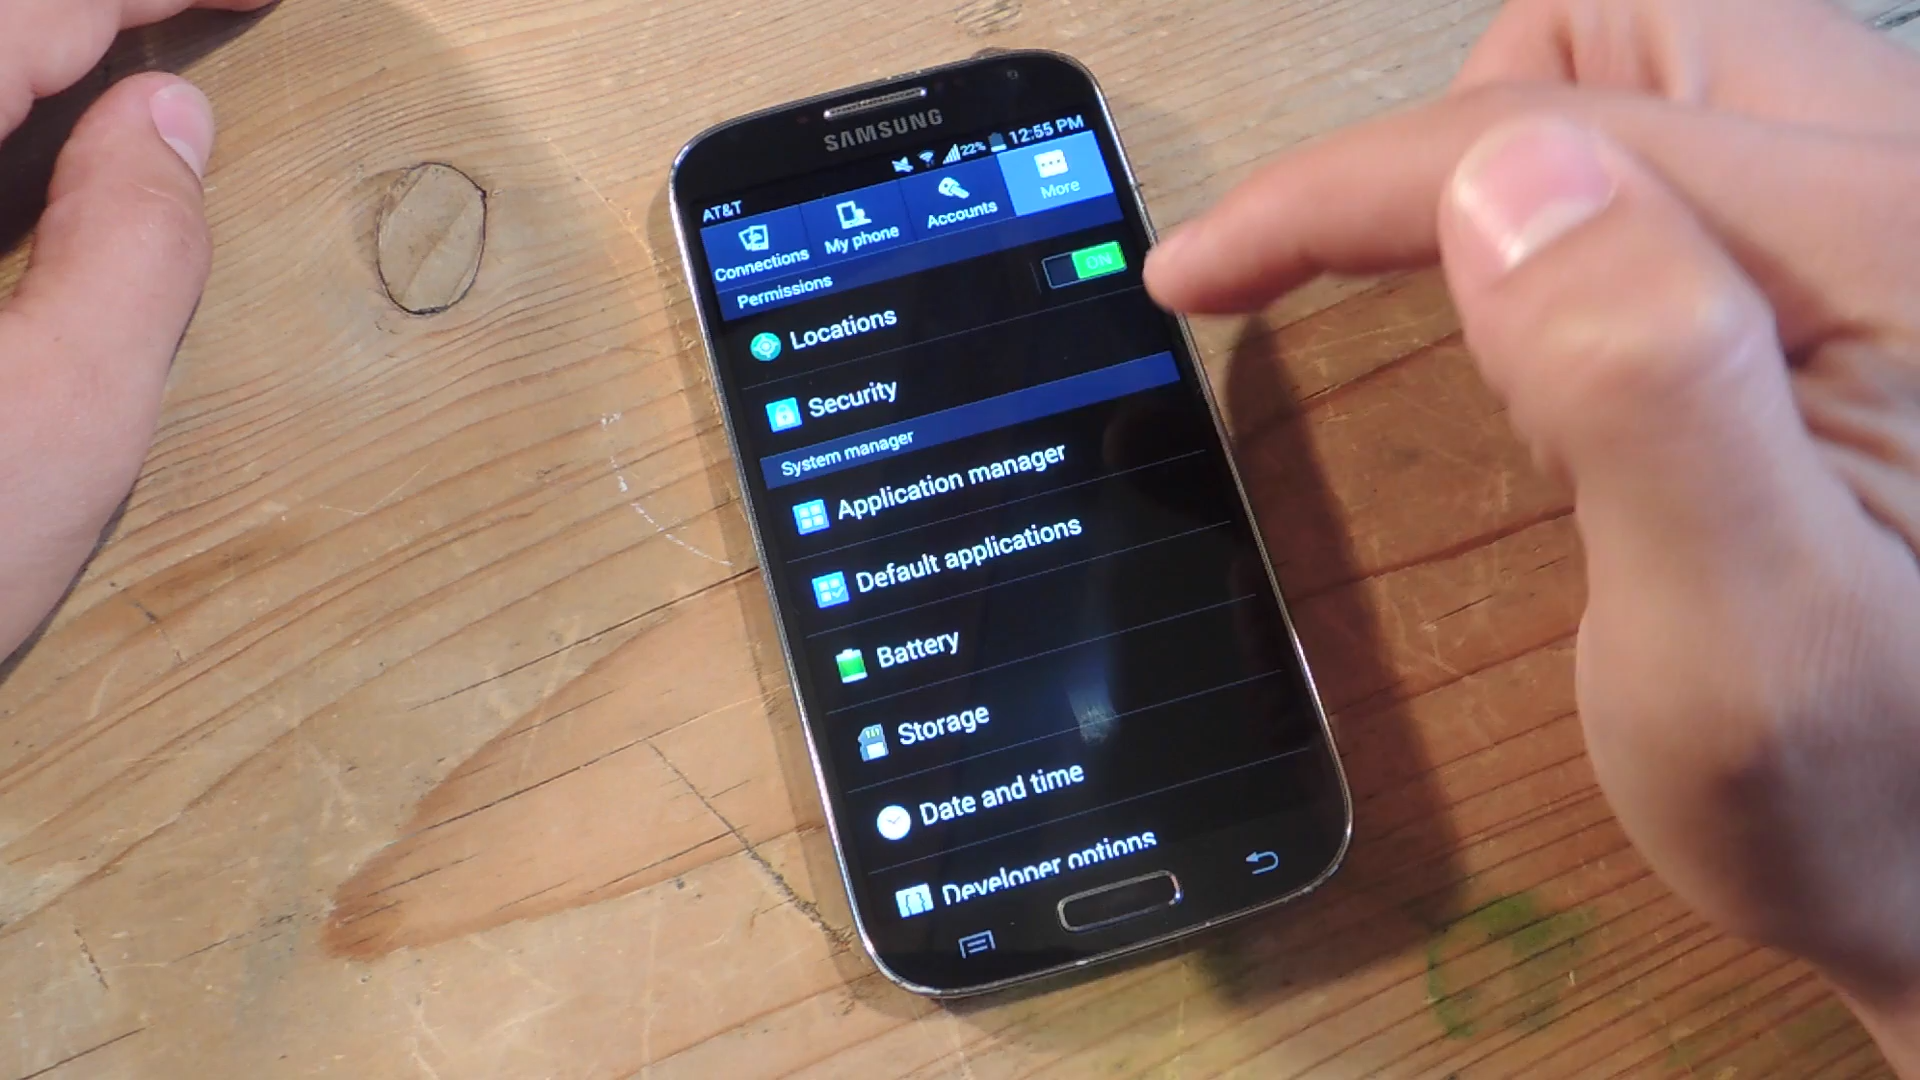 SAMSUNG
AT&T 22% 12:55 PM
Connections My phone Accounts More
Permissions
Locations ON
Security
System manager
Application manager
Default applications
Battery
Storage
Date and time
Developer options